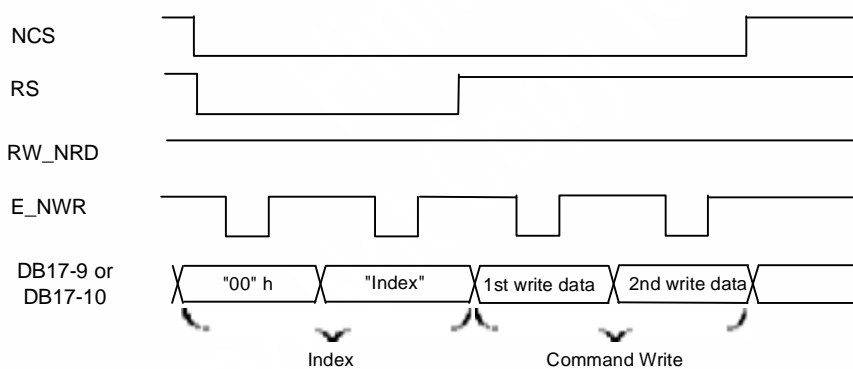 NCS
RS
RW_NRD
E_NWR
DB17-9 or
DB17-10
"00" h
"Index"
1st write data
2nd write data
Index
Command Write